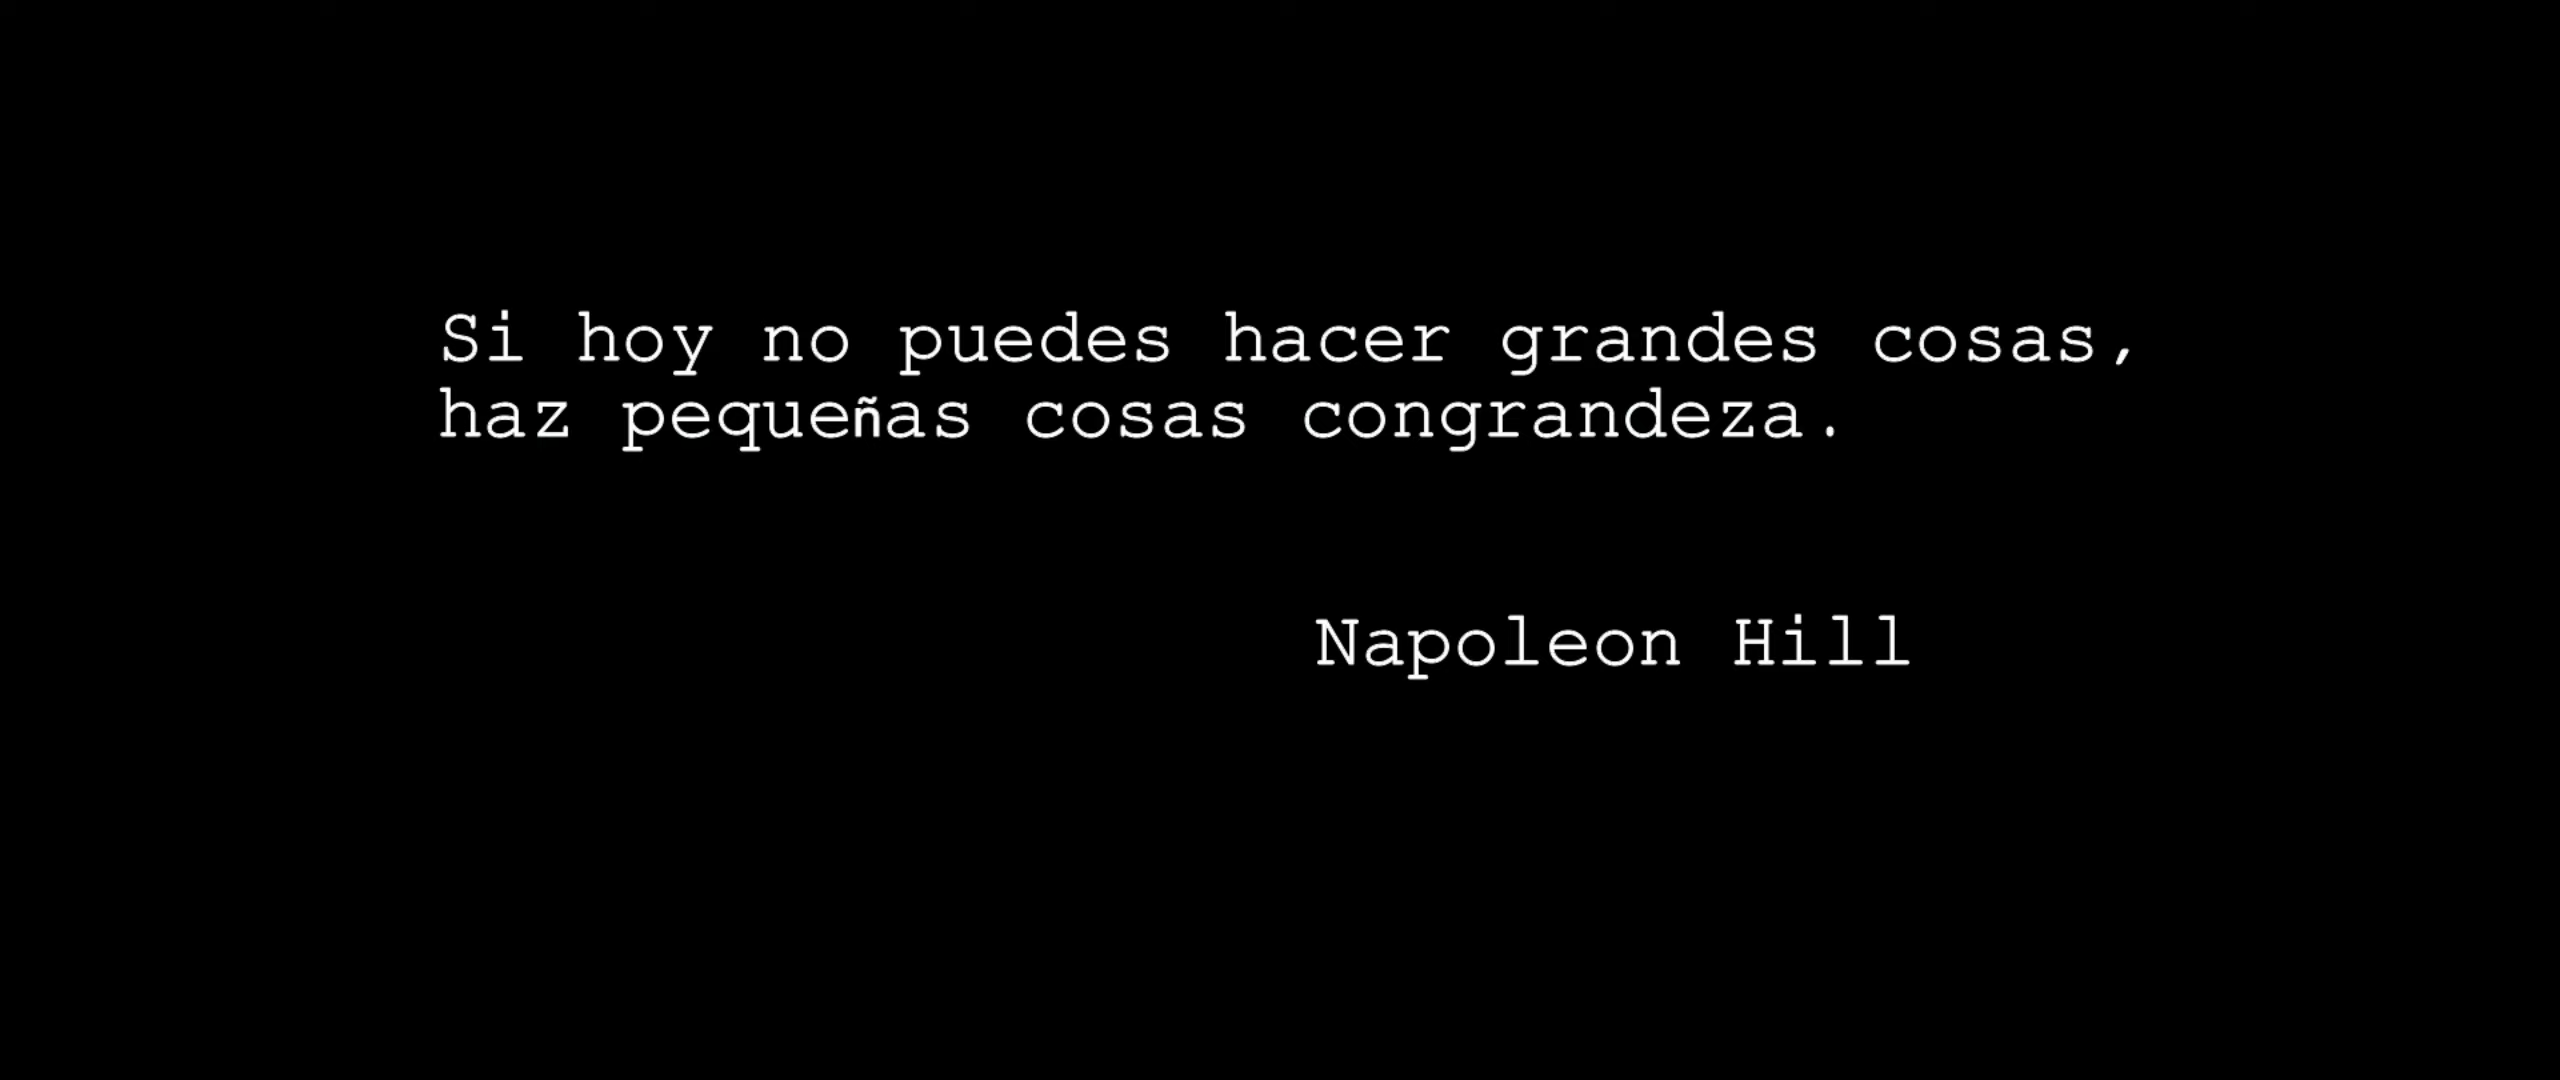 Si hoy no puedes hacer grandes cosas,
haz pequeñas cosas congrandeza.
Napoleon Hill